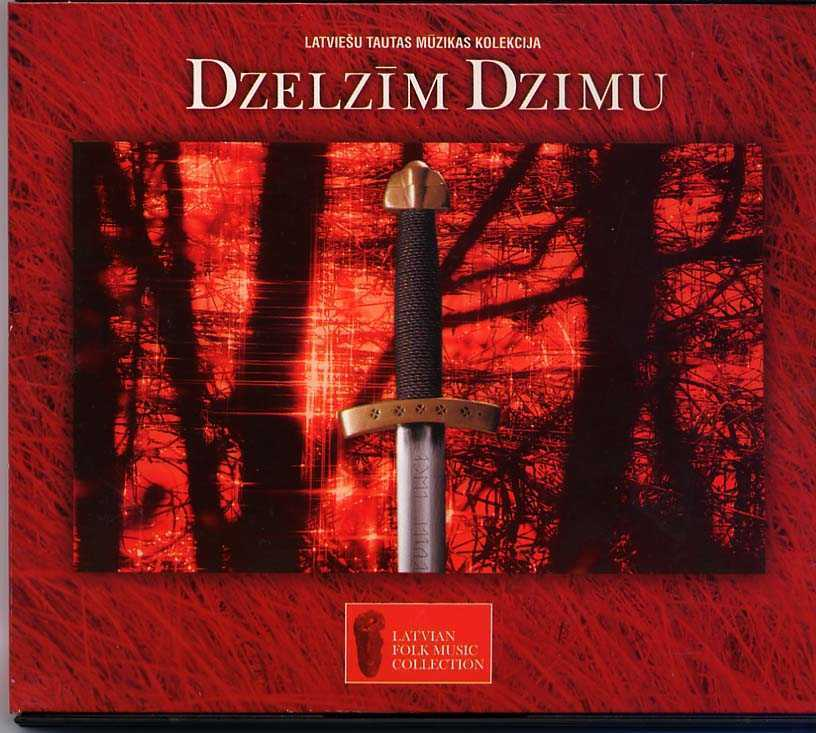 LATVIEŠU TAUTAS MŪZIKAS KOLEKCIJA
DZELZĪM DZIMU
LATVIAN
FOLK MUSIC
COLLECTION